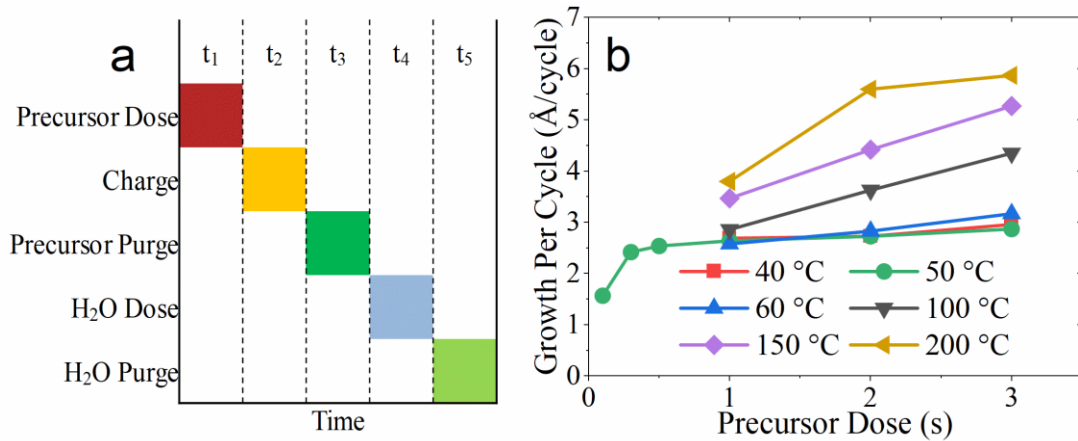 a
t₁ t₂ t₃ t₄ t₅
Precursor Dose
Charge
Precursor Purge
H₂O Dose
H₂O Purge
Time
b
Growth Per Cycle (Å/cycle)
7
6
5
4
3
2
1
0
40 °C 50 °C
60 °C 100 °C
150 °C 200 °C
0 1 2 3
Precursor Dose (s)